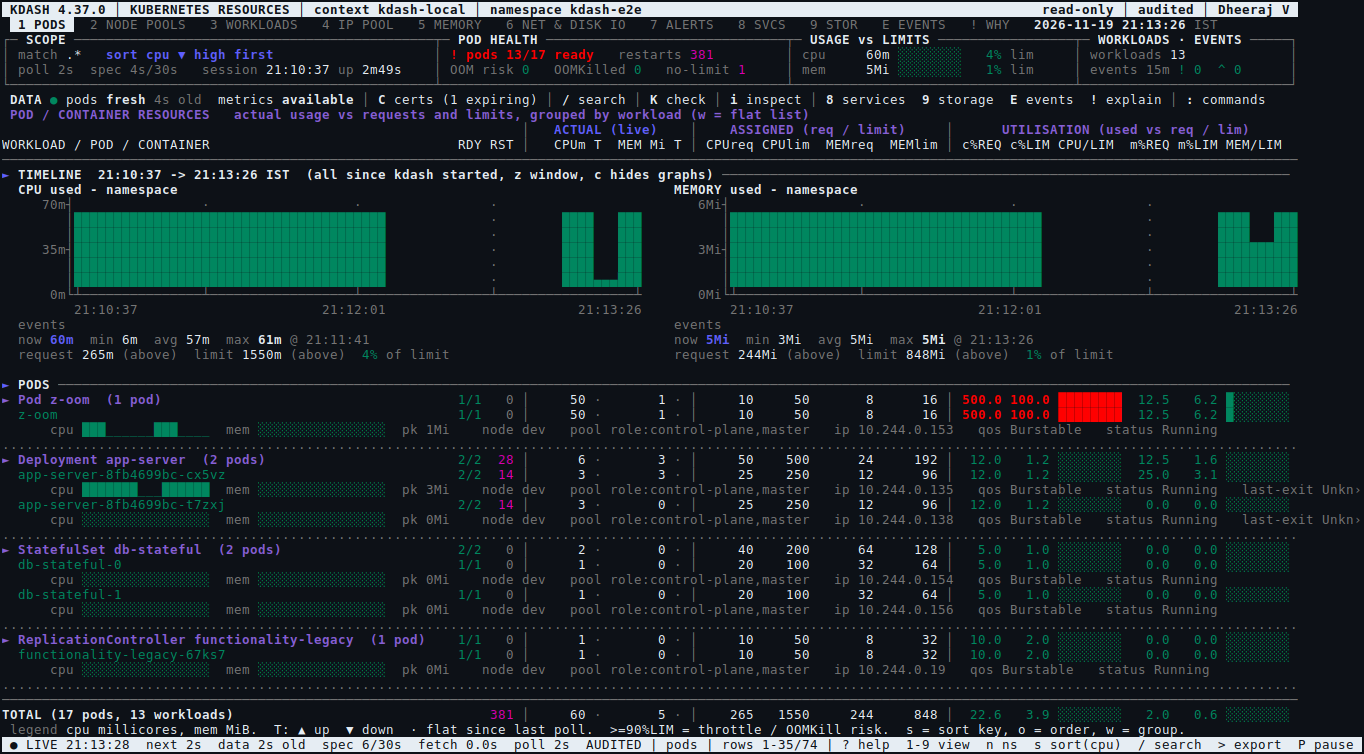 KDASH 4.37.0 │ KUBERNETES RESOURCES │ context kdash-local │ namespace kdash-e2e read-only │ audited │ Dheeraj V
1 PODS 2 NODE POOLS 3 WORKLOADS 4 IP POOL 5 MEMORY 6 NET & DISK IO 7 ALERTS 8 SVCS 9 STOR E EVENTS ! WHY 2026-11-19 21:13:26 IST
SCOPE POD HEALTH USAGE vs LIMITS WORKLOADS · EVENTS
match .* sort cpu ▼ high first ! pods 13/17 ready restarts 381 cpu 60m 4% lim workloads 13
poll 2s spec 4s/30s session 21:10:37 up 2m49s OOM risk 0 OOMKilled 0 no-limit 1 mem 5Mi 1% lim events 15m ! 0 ^ 0
DATA ● pods fresh 4s old metrics available │ C certs (1 expiring) │ / search │ K check │ i inspect │ 8 services 9 storage E events ! explain │ : commands
POD / CONTAINER RESOURCES actual usage vs requests and limits, grouped by workload (w = flat list)
│ ACTUAL (live) │ ASSIGNED (req / limit) │ UTILISATION (used vs req / lim)
WORKLOAD / POD / CONTAINER RDY RST │ CPUm T MEM Mi T │ CPUreq CPUlim MEMreq MEMlim │ c%REQ c%LIM CPU/LIM m%REQ m%LIM MEM/LIM
► TIMELINE 21:10:37 -> 21:13:26 IST (all since kdash started, z window, c hides graphs)
CPU used - namespace MEMORY used - namespace
70m 6Mi
35m 3Mi
0m 0Mi
21:10:37 21:12:01 21:13:26 21:10:37 21:12:01 21:13:26
events events
now 60m min 6m avg 57m max 61m @ 21:11:41 now 5Mi min 3Mi avg 5Mi max 5Mi @ 21:13:26
request 265m (above) limit 1550m (above) 4% of limit request 244Mi (above) limit 848Mi (above) 1% of limit
► PODS
► Pod z-oom (1 pod) 1/1 0 │ 50 · 1 · │ 10 50 8 16 │ 500.0 100.0 12.5 6.2
z-oom 1/1 0 │ 50 · 1 · │ 10 50 8 16 │ 500.0 100.0 12.5 6.2
cpu mem pk 1Mi node dev pool role:control-plane,master ip 10.244.0.153 qos Burstable status Running
► Deployment app-server (2 pods) 2/2 28 │ 6 · 3 · │ 50 500 24 192 │ 12.0 1.2 12.5 1.6
app-server-8fb4699bc-cx5vz 2/2 14 │ 3 · 3 · │ 25 250 12 96 │ 12.0 1.2 25.0 3.1
cpu mem pk 3Mi node dev pool role:control-plane,master ip 10.244.0.135 qos Burstable status Running last-exit Unkn›
app-server-8fb4699bc-t7zxj 2/2 14 │ 3 · 0 · │ 25 250 12 96 │ 12.0 1.2 0.0 0.0
cpu mem pk 0Mi node dev pool role:control-plane,master ip 10.244.0.138 qos Burstable status Running last-exit Unkn›
► StatefulSet db-stateful (2 pods) 2/2 0 │ 2 · 0 · │ 40 200 64 128 │ 5.0 1.0 0.0 0.0
db-stateful-0 1/1 0 │ 1 · 0 · │ 20 100 32 64 │ 5.0 1.0 0.0 0.0
cpu mem pk 0Mi node dev pool role:control-plane,master ip 10.244.0.154 qos Burstable status Running
db-stateful-1 1/1 0 │ 1 · 0 · │ 20 100 32 64 │ 5.0 1.0 0.0 0.0
cpu mem pk 0Mi node dev pool role:control-plane,master ip 10.244.0.156 qos Burstable status Running
► ReplicationController functionality-legacy (1 pod) 1/1 0 │ 1 · 0 · │ 10 50 8 32 │ 10.0 2.0 0.0 0.0
functionality-legacy-67ks7 1/1 0 │ 1 · 0 · │ 10 50 8 32 │ 10.0 2.0 0.0 0.0
cpu mem pk 0Mi node dev pool role:control-plane,master ip 10.244.0.19 qos Burstable status Running
TOTAL (17 pods, 13 workloads) 381 │ 60 · 5 · │ 265 1550 244 848 │ 22.6 3.9 2.0 0.6
legend cpu millicores, mem MiB. T: ▲ up ▼ down · flat since last poll. >=90%LIM = throttle / OOMKill risk. s = sort key, o = order, w = group.
● LIVE 21:13:28 next 2s data 2s old spec 6/30s fetch 0.0s poll 2s AUDITED │ pods │ rows 1-35/74 │ ? help 1-9 view n ns s sort(cpu) / search > export P pause